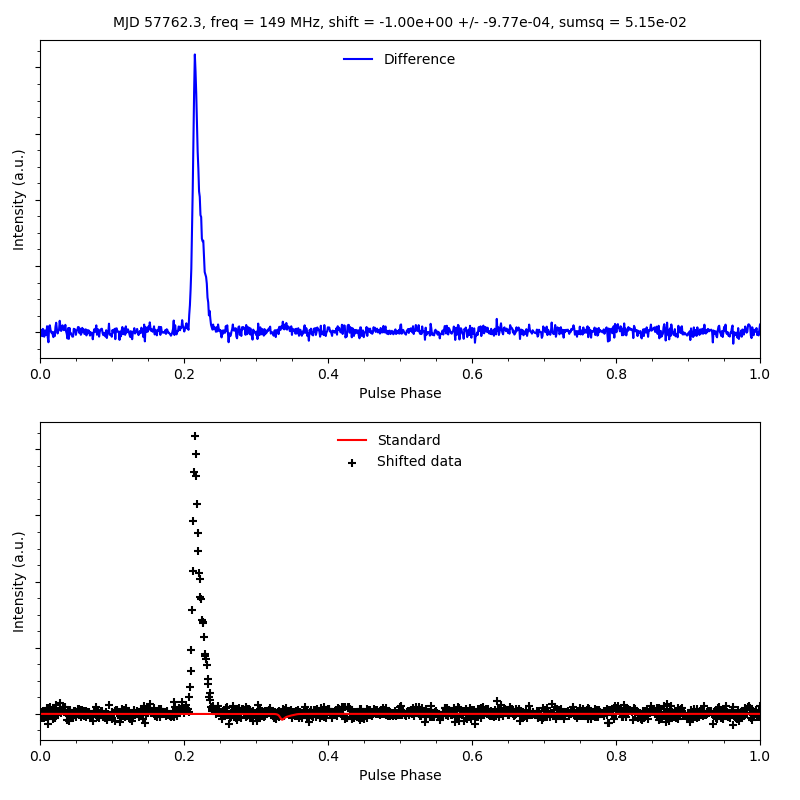 MJD 57762.3, freq = 149 MHz, shift = -1.00e+00 +/- -9.77e-04, sumsq = 5.15e-02
Difference
Intensity (a.u.)
0.0 0.2 0.4 0.6 0.8 1.0
Pulse Phase
Standard
Shifted data
Intensity (a.u.)
0.0 0.2 0.4 0.6 0.8 1.0
Pulse Phase